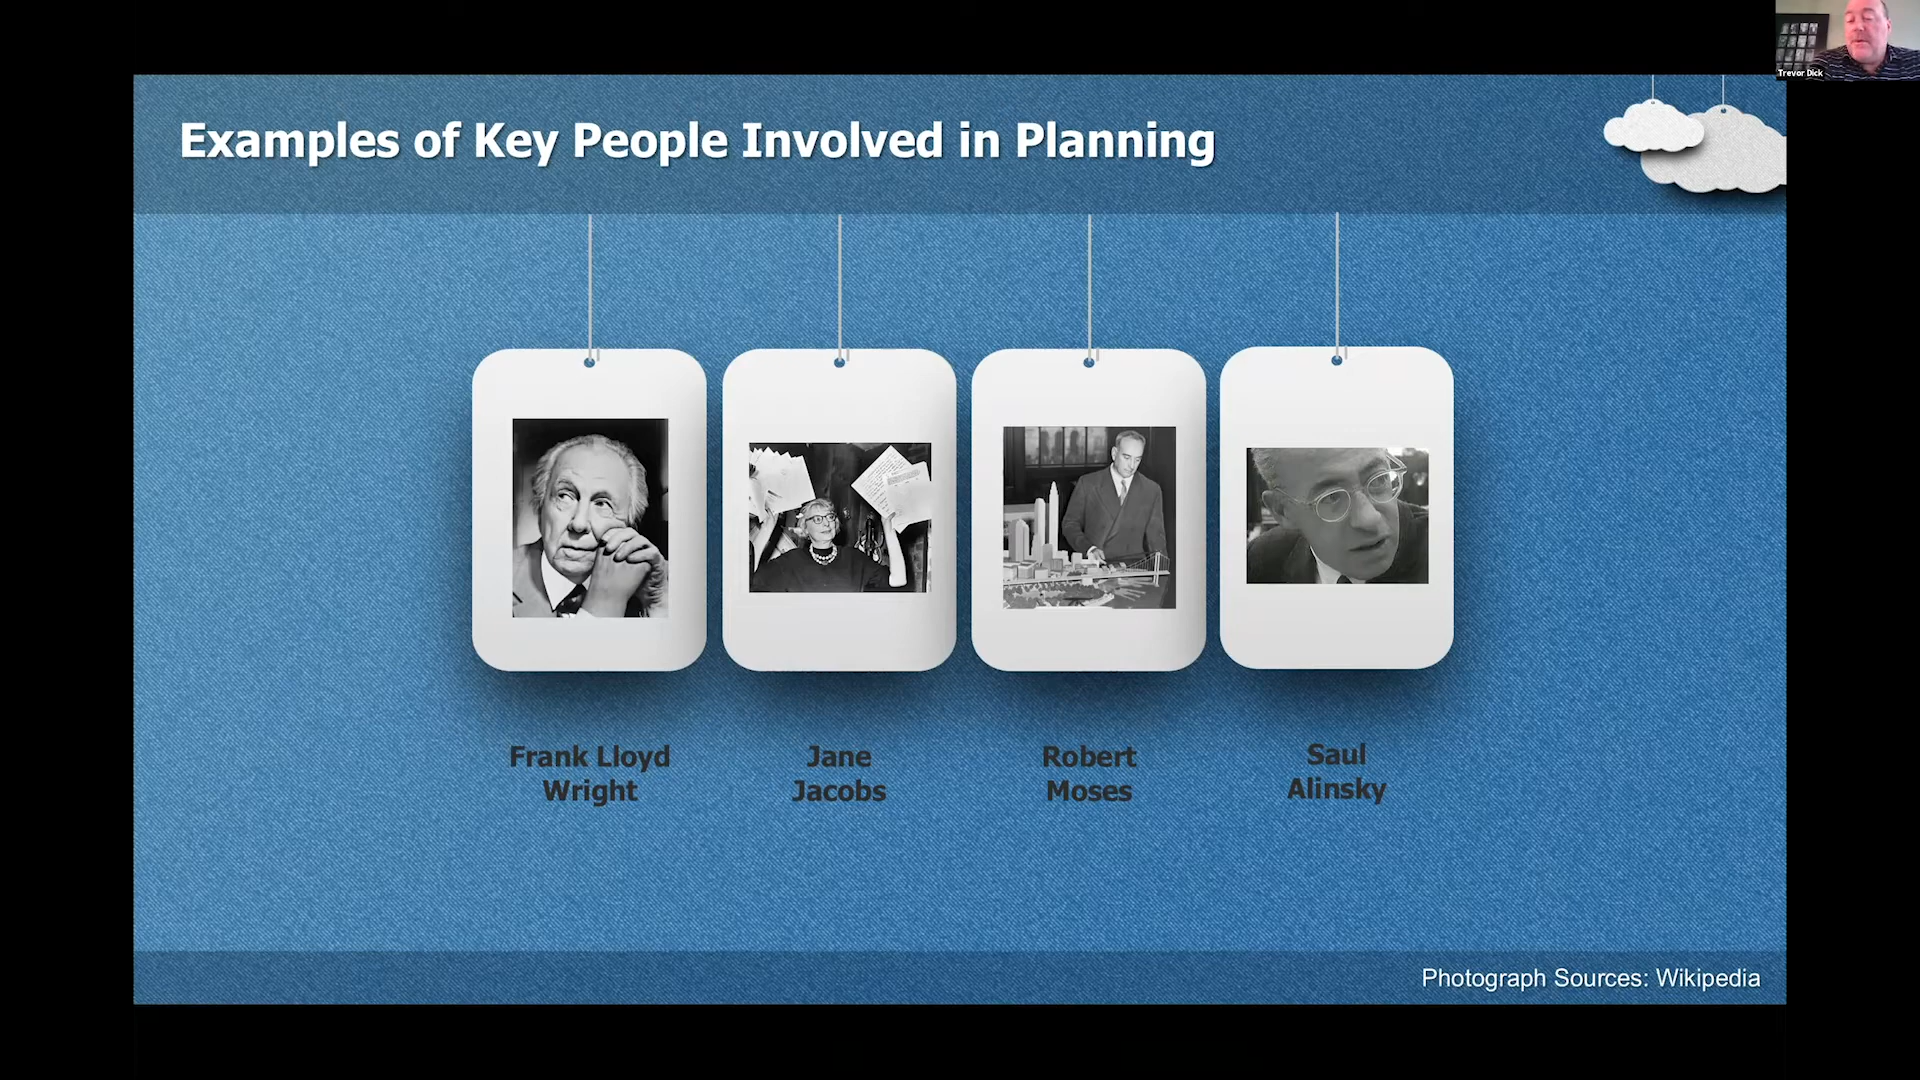 Trevor Dick
Examples of Key People Involved in Planning
Frank Lloyd
Wright
Jane
Jacobs
Robert
Moses
Saul
Alinsky
Photograph Sources: Wikipedia